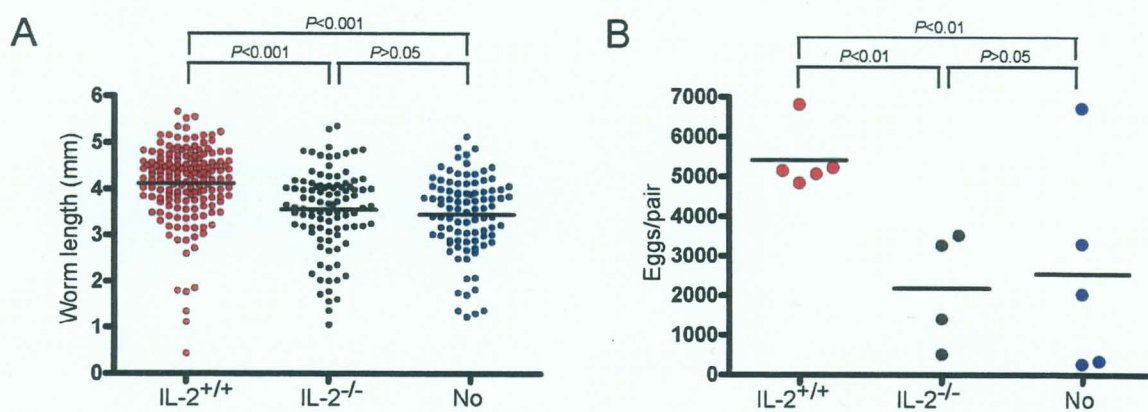 A
P<0.001
P<0.001
P>0.05
Worm length (mm)
6
5
4
3
2
1
0
IL-2+/+
IL-2-/-
No
B
P<0.01
P<0.01
P>0.05
Eggs/pair
7000
6000
5000
4000
3000
2000
1000
0
IL-2+/+
IL-2-/-
No